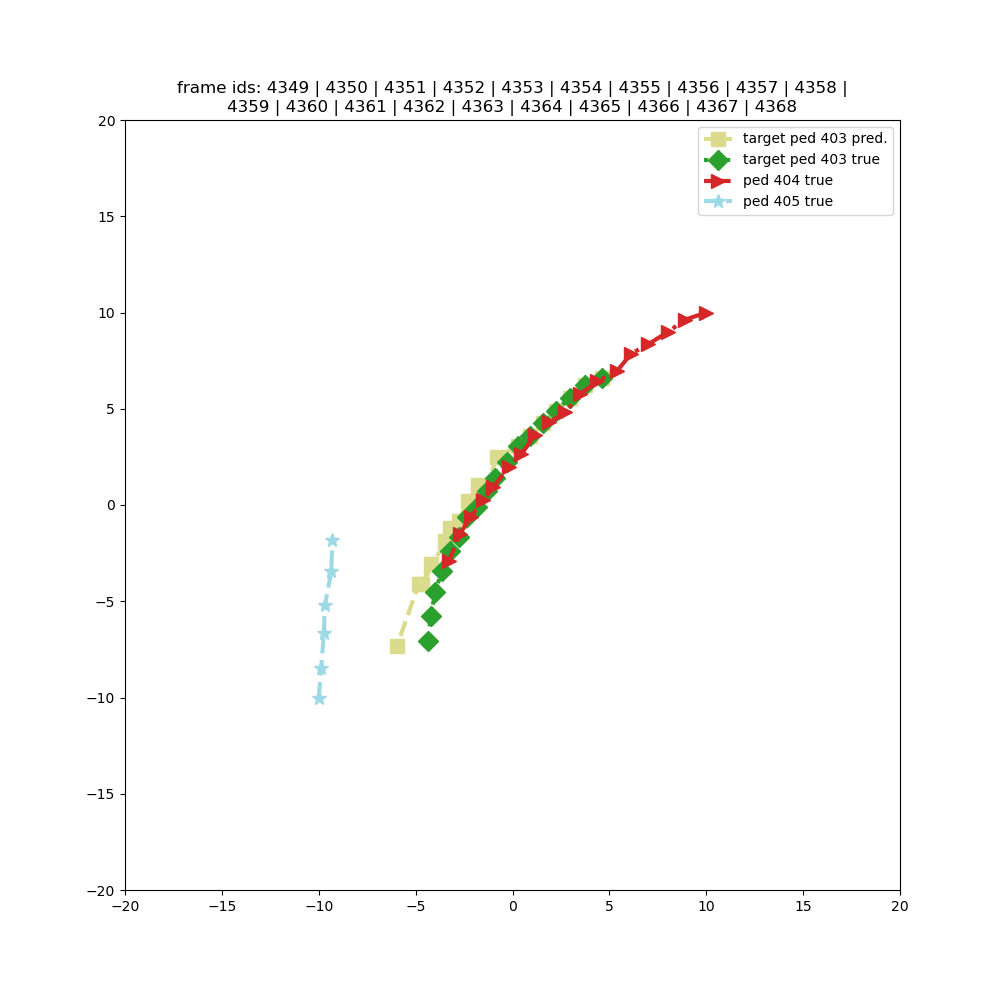 frame ids: 4349 | 4350 | 4351 | 4352 | 4353 | 4354 | 4355 | 4356 | 4357 | 4358 |
4359 | 4360 | 4361 | 4362 | 4363 | 4364 | 4365 | 4366 | 4367 | 4368
target ped 403 pred.
target ped 403 true
ped 404 true
ped 405 true
20
15
10
5
0
−5
−10
−15
−20
−20 −15 −10 −5 0 5 10 15 20